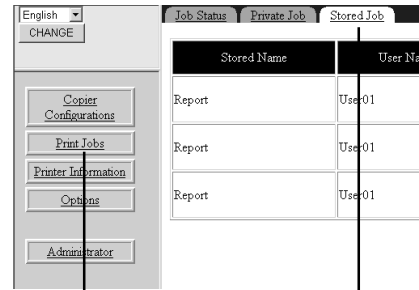 English
CHANGE
Copier
Configurations
Print Jobs
Printer Information
Options
Administrator
Job Status Private Job Stored Job
Stored Name User Na
Report User01
Report User01
Report User01